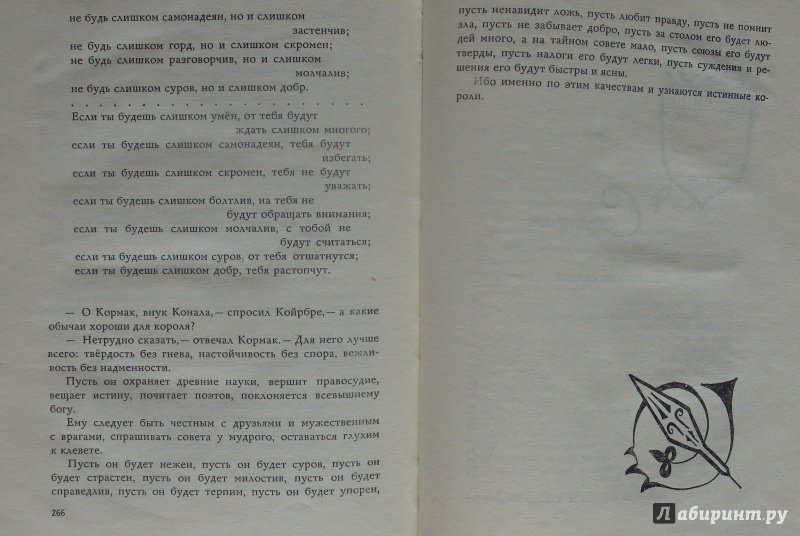 не будь слишком самонадеян, но и слишком
застенчив;
не будь слишком горд, но и слишком скромен;
не будь слишком разговорчив, но и слишком
молчалив;
не будь слишком суров, но и слишком добр.
. . . . . . . . . . . . . . . . . . . .
Если ты будешь слишком умён, от тебя будут
ждать слишком многого;
если ты будешь слишком самонадеян, тебя будут
избегать;
если ты будешь слишком скромен, тебя не будут
уважать;
если ты будешь слишком болтлив, на тебя не
будут обращать внимания;
если ты будешь слишком молчалив, с тобой не
будут считаться;
если ты будешь слишком суров, от тебя отшатнутся;
если ты будешь слишком добр, тебя растопчут.
— О Кормак, внук Конала,— спросил Койрбре,— а какие
обычаи хороши для короля?
— Нетрудно сказать,— отвечал Кормак.— Для него лучше
всего: твёрдость без гнева, настойчивость без спора, вежли-
вость без надменности.
Пусть он охраняет древние науки, вершит правосудие,
вещает истину, почитает поэтов, поклоняется всевышнему
богу.
Ему следует быть честным с друзьями и мужественным
с врагами, спрашивать совета у мудрого, оставаться глухим
к клевете.
Пусть он будет нежен, пусть он будет суров, пусть он
будет страстен, пусть он будет милостив, пусть он будет
справедлив, пусть он будет терпим, пусть он будет упорен,
266
пусть ненавидит ложь, пусть любит правду, пусть не помнит
зла, пусть не забывает добро, пусть за столом его будет лю-
дей много, а на тайном совете мало, пусть союзы его будут
тверды, пусть налоги его будут легки, пусть суждения и ре-
шения его будут быстры и ясны.
Ибо именно по этим качествам и узнаются истинные ко-
роли.
Лабиринт.ру